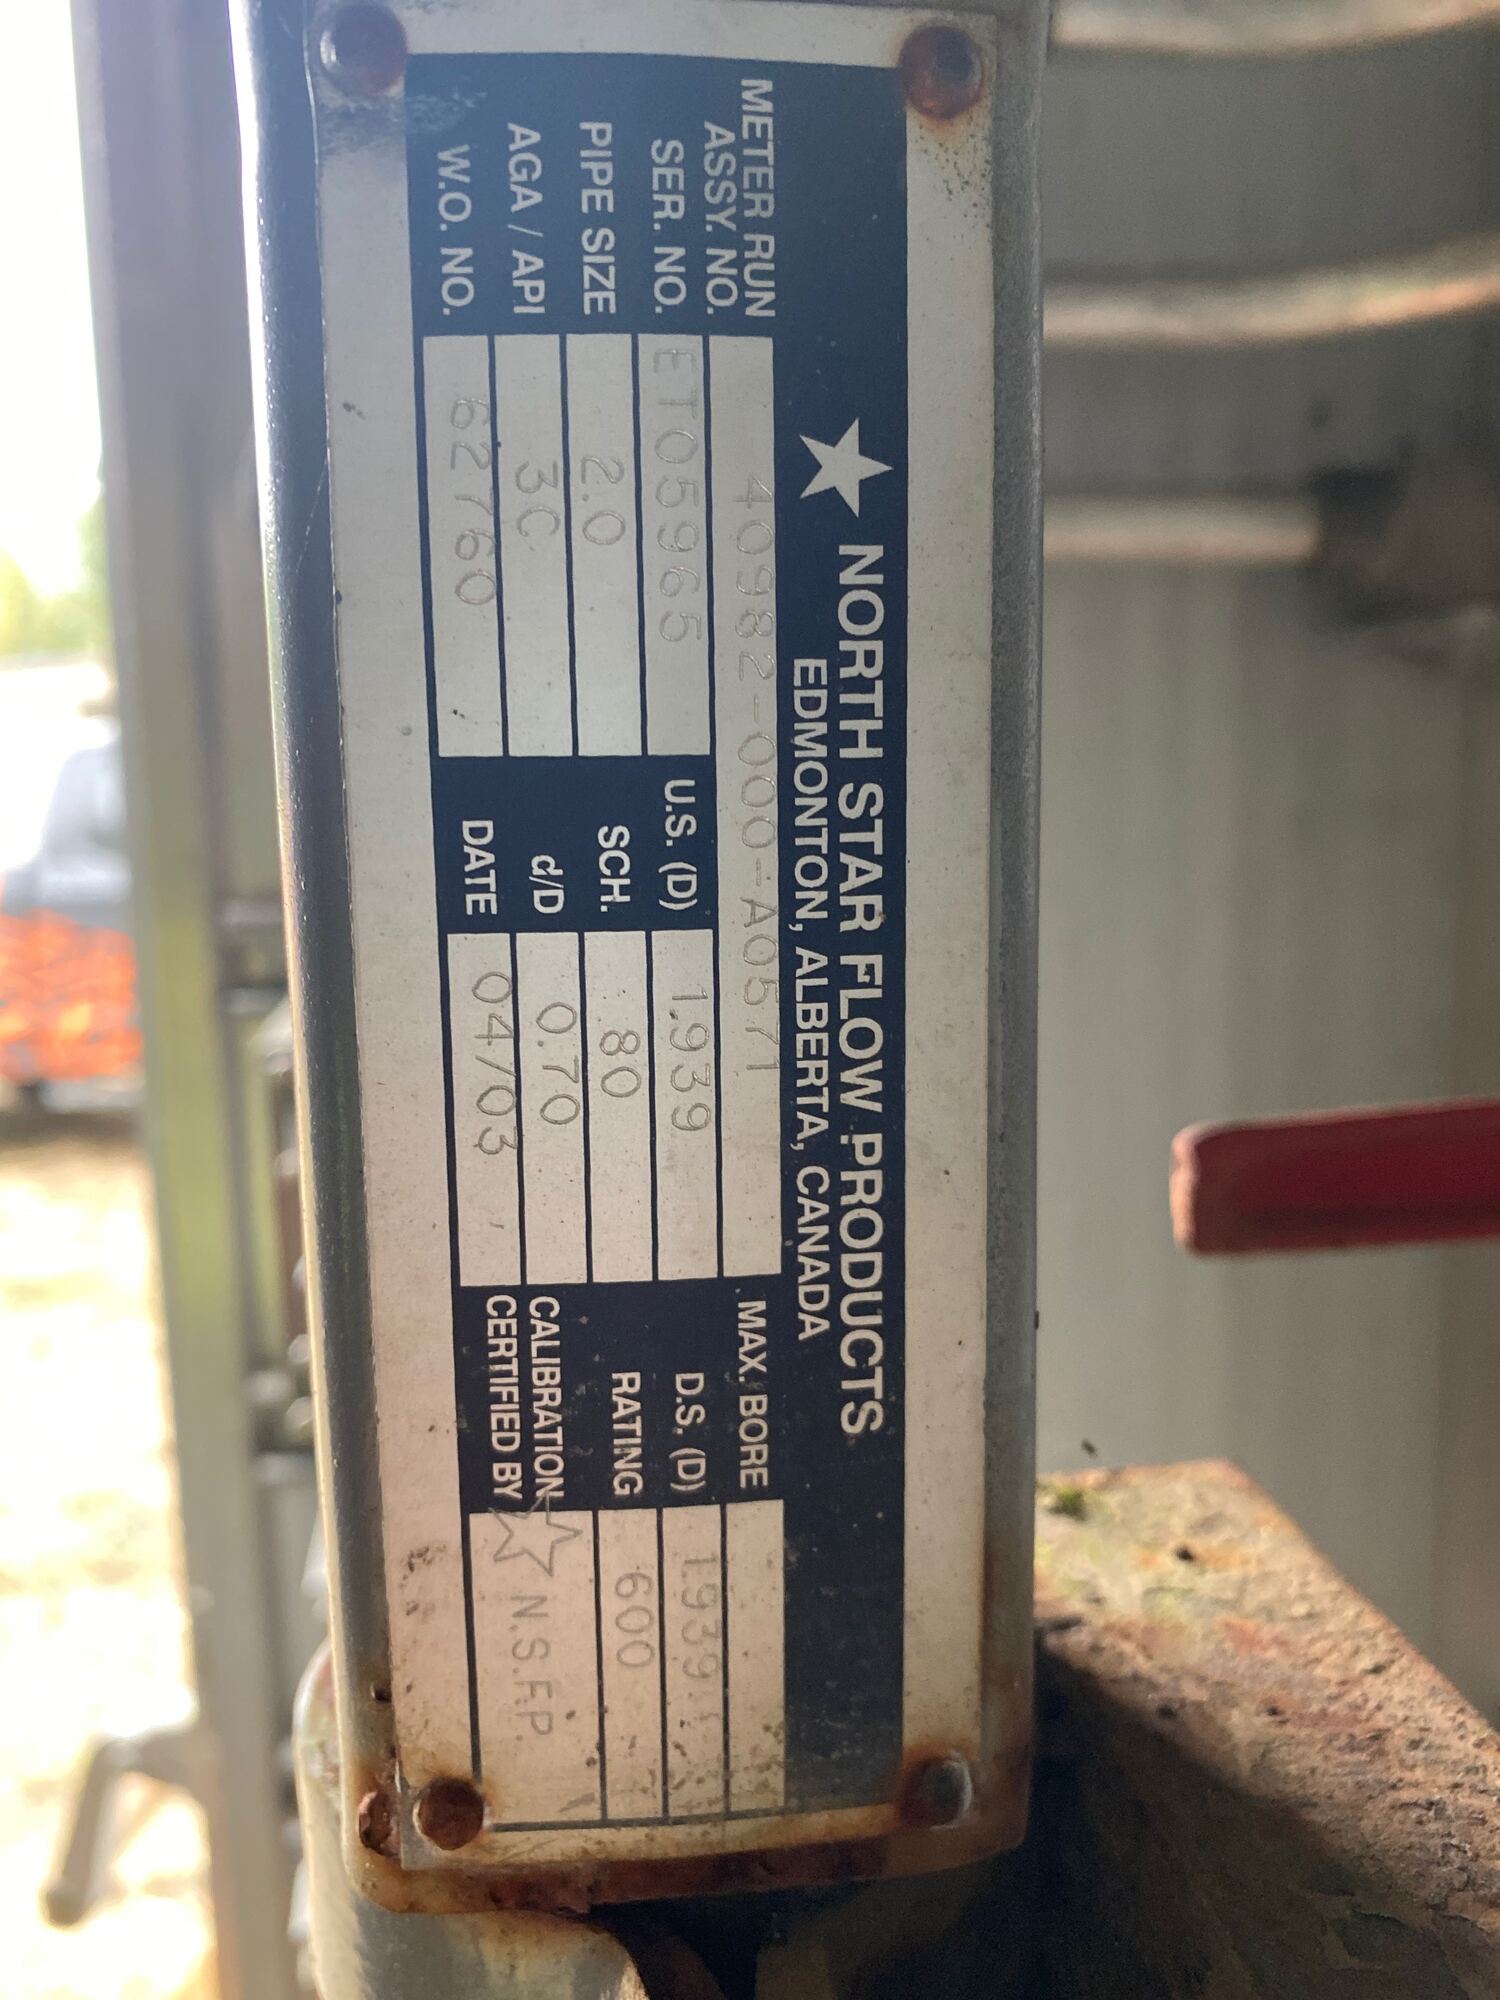 NORTH STAR FLOW PRODUCTS
EDMONTON, ALBERTA, CANADA
METER RUN
ASSY. NO. 40982-000-A0571 MAX. BORE
SER. NO. ET05965 U.S. (D) 1.939 D.S. (D) 1.939
PIPE SIZE 2.0 SCH. 80 RATING 600
AGA / API 3C d/D 0.70 CALIBRATION
W.O. NO. 62760 DATE 04/03 CERTIFIED BY N.S.F.P